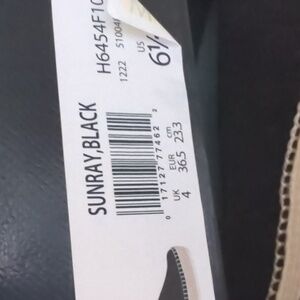 H6454F10
1222 51004
US
6½
SUNRAY,BLACK
0 17127 77462 2
UK EUR cm
4 36.5 23.3